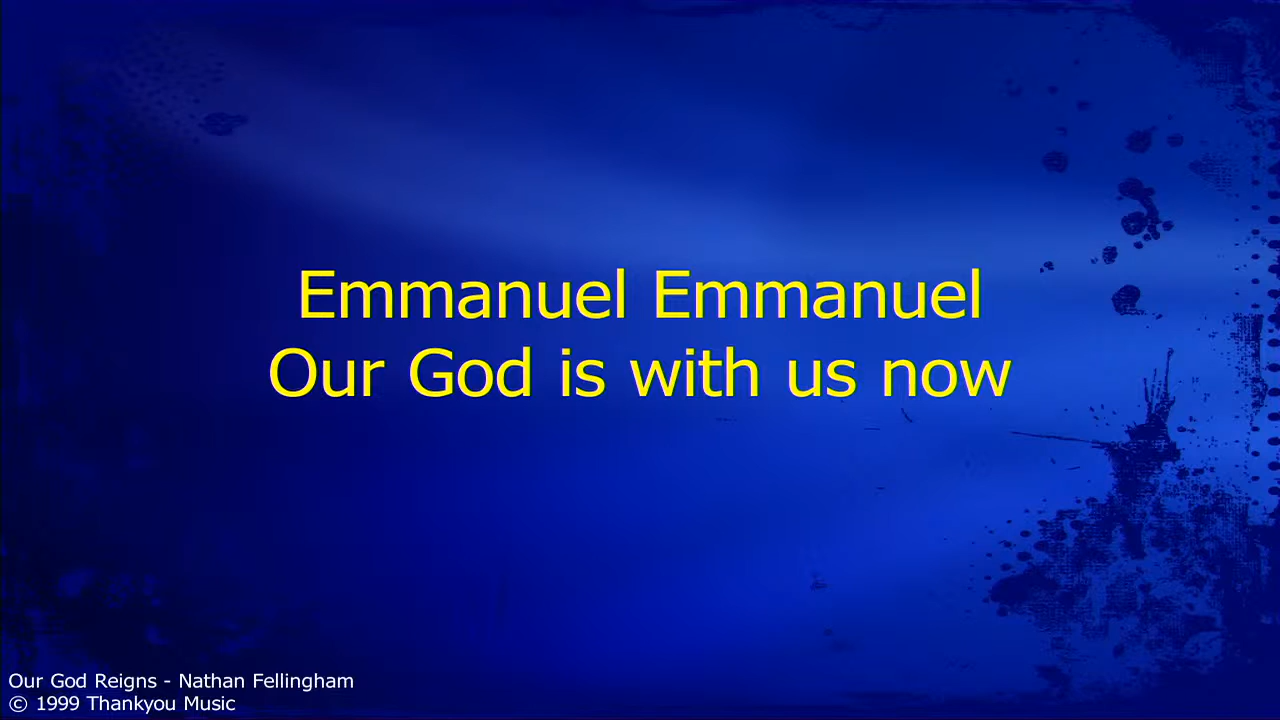 Emmanuel Emmanuel
Our God is with us now
Our God Reigns - Nathan Fellingham
© 1999 Thankyou Music